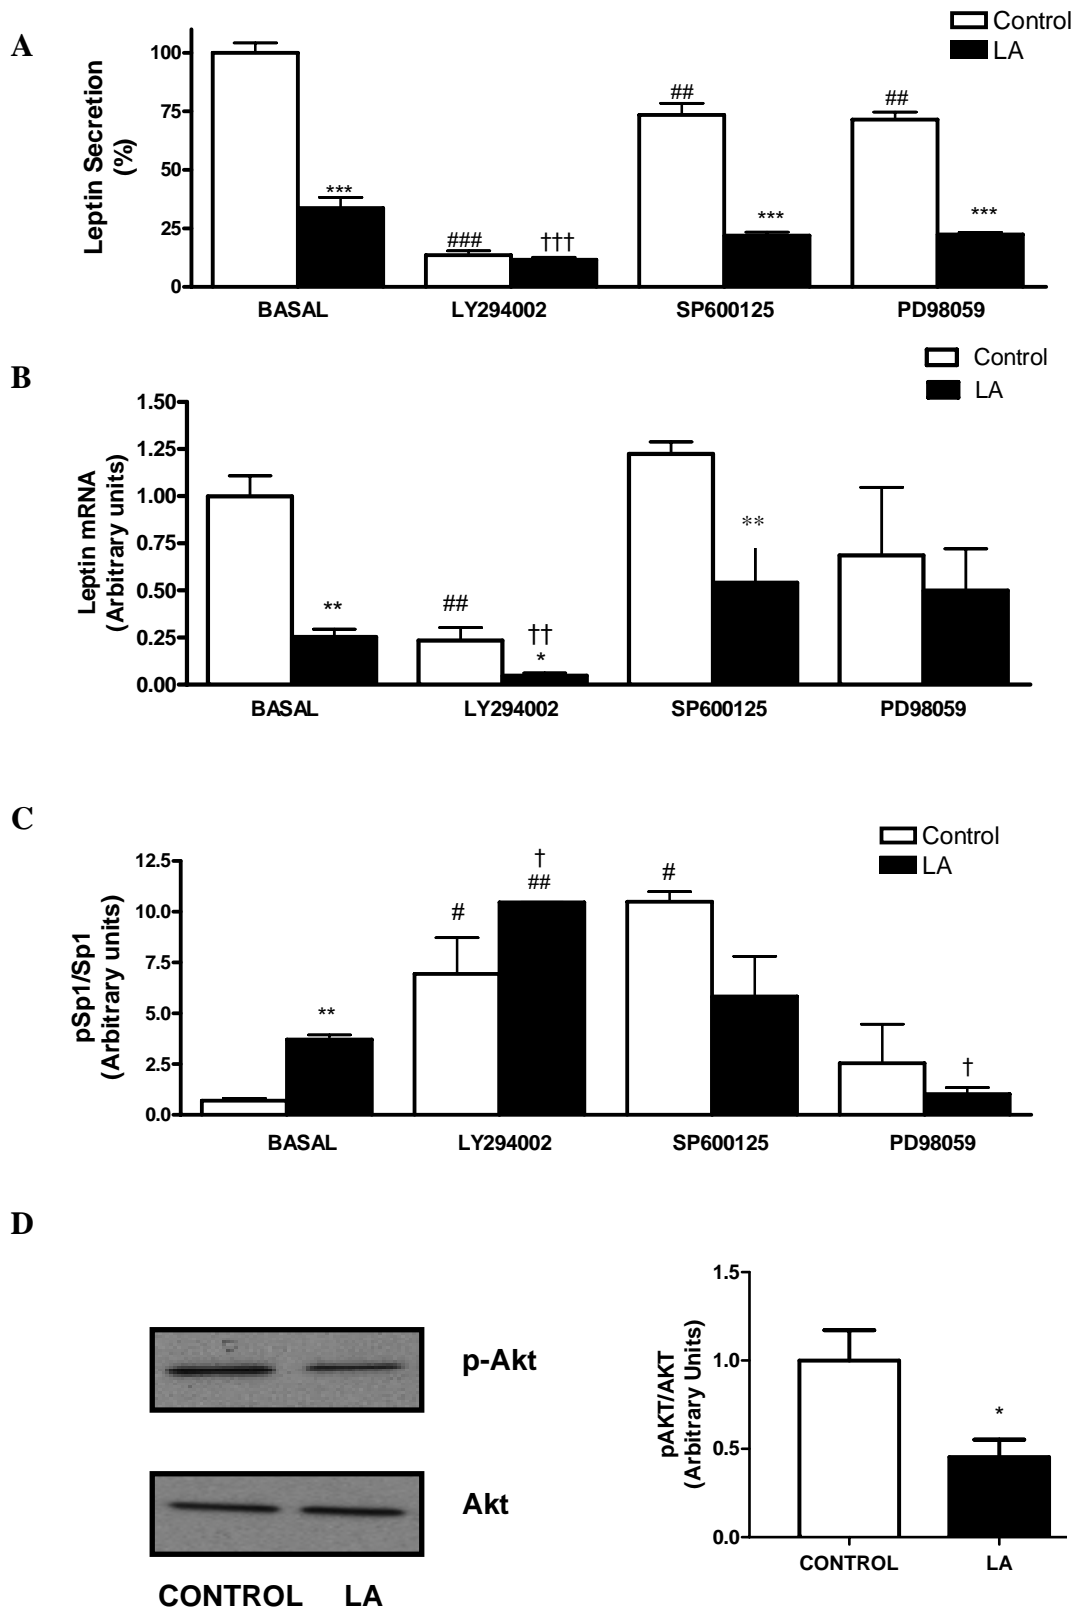 A
Control
LA
Leptin Secretion
(%)
100
75
50
25
0
***
###
†††
##
***
##
***
BASAL LY294002 SP600125 PD98059
B
Control
LA
Leptin mRNA
(Arbitrary units)
1.50
1.25
1.00
0.75
0.50
0.25
0.00
**
##
††
*
**
BASAL LY294002 SP600125 PD98059
C
Control
LA
pSp1/Sp1
(Arbitrary units)
12.5
10.0
7.5
5.0
2.5
0.0
**
#
†
##
#
†
BASAL LY294002 SP600125 PD98059
D
p-Akt
Akt
CONTROL LA
pAKT/AKT
(Arbitrary Units)
1.5
1.0
0.5
0.0
*
CONTROL LA